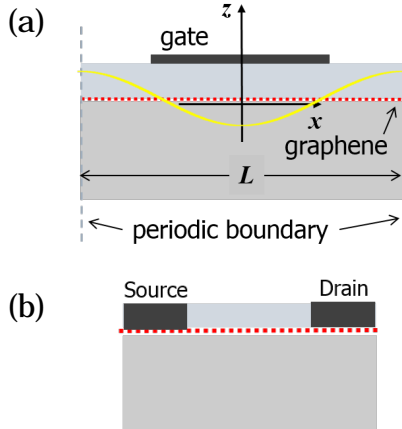 (a)
z
gate
x
graphene
L
periodic boundary
(b)
Source
Drain